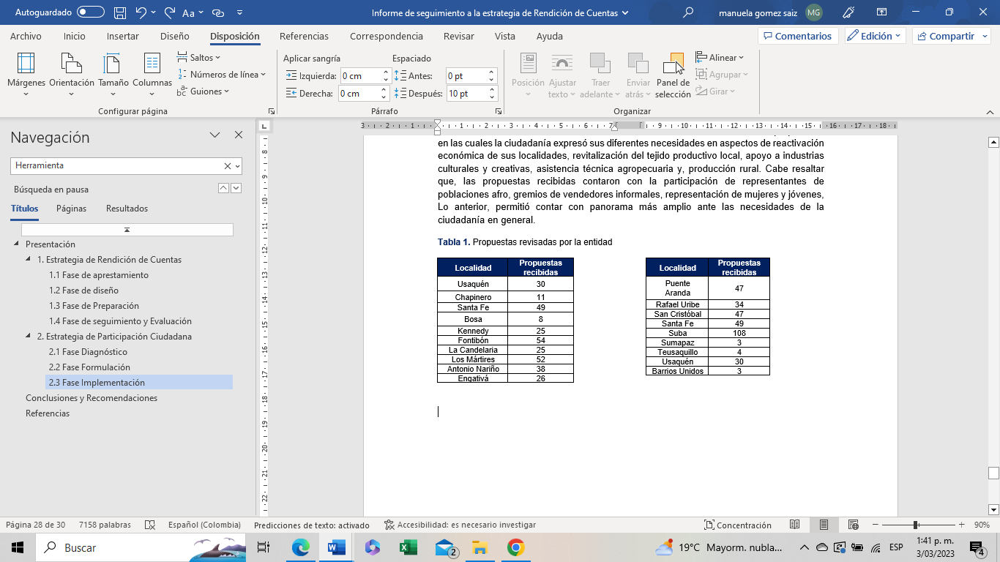 Autoguardado
Informe de seguimiento a la estrategia de Rendición de Cuentas
manuela gomez saiz
MG
Archivo Inicio Insertar Diseño Disposición Referencias Correspondencia Revisar Vista Ayuda
Comentarios Edición Compartir
Márgenes Orientación Tamaño Columnas
Saltos
Números de línea
Guiones
Configurar página
Aplicar sangría Espaciado
Izquierda: 0 cm Antes: 0 pt
Derecha: 0 cm Después: 10 pt
Párrafo
Posición Ajustar texto Traer adelante Enviar atrás Panel de selección
Alinear
Agrupar
Girar
Organizar
Navegación
Herramienta
Búsqueda en pausa
Títulos Páginas Resultados
Presentación
1. Estrategia de Rendición de Cuentas
1.1 Fase de aprestamiento
1.2 Fase de diseño
1.3 Fase de Preparación
1.4 Fase de seguimiento y Evaluación
2. Estrategia de Participación Ciudadana
2.1 Fase Diagnóstico
2.2 Fase Formulación
2.3 Fase Implementación
Conclusiones y Recomendaciones
Referencias
en las cuales la ciudadanía expresó sus diferentes necesidades en aspectos de reactivación
económica de sus localidades, revitalización del tejido productivo local, apoyo a industrias
culturales y creativas, asistencia técnica agropecuaria y, producción rural. Cabe resaltar
que, las propuestas recibidas contaron con la participación de representantes de
poblaciones afro, gremios de vendedores informales, representación de mujeres y jóvenes,
Lo anterior, permitió contar con panorama más amplio ante las necesidades de la
ciudadanía en general.
Tabla 1. Propuestas revisadas por la entidad
Localidad Propuestas recibidas
Usaquén 30
Chapinero 11
Santa Fe 49
Bosa 8
Kennedy 25
Fontibón 54
La Candelaria 25
Los Mártires 52
Antonio Nariño 38
Engativá 26
Localidad Propuestas recibidas
Puente Aranda 47
Rafael Uribe 34
San Cristóbal 47
Santa Fe 49
Suba 108
Sumapaz 3
Teusaquillo 4
Usaquén 30
Barrios Unidos 3
Página 28 de 30 7158 palabras Español (Colombia) Predicciones de texto: activado Accesibilidad: es necesario investigar Concentración 90%
Buscar
2
19°C Mayorm. nubla...
ESP
1:41 p. m.
3/03/2023
4